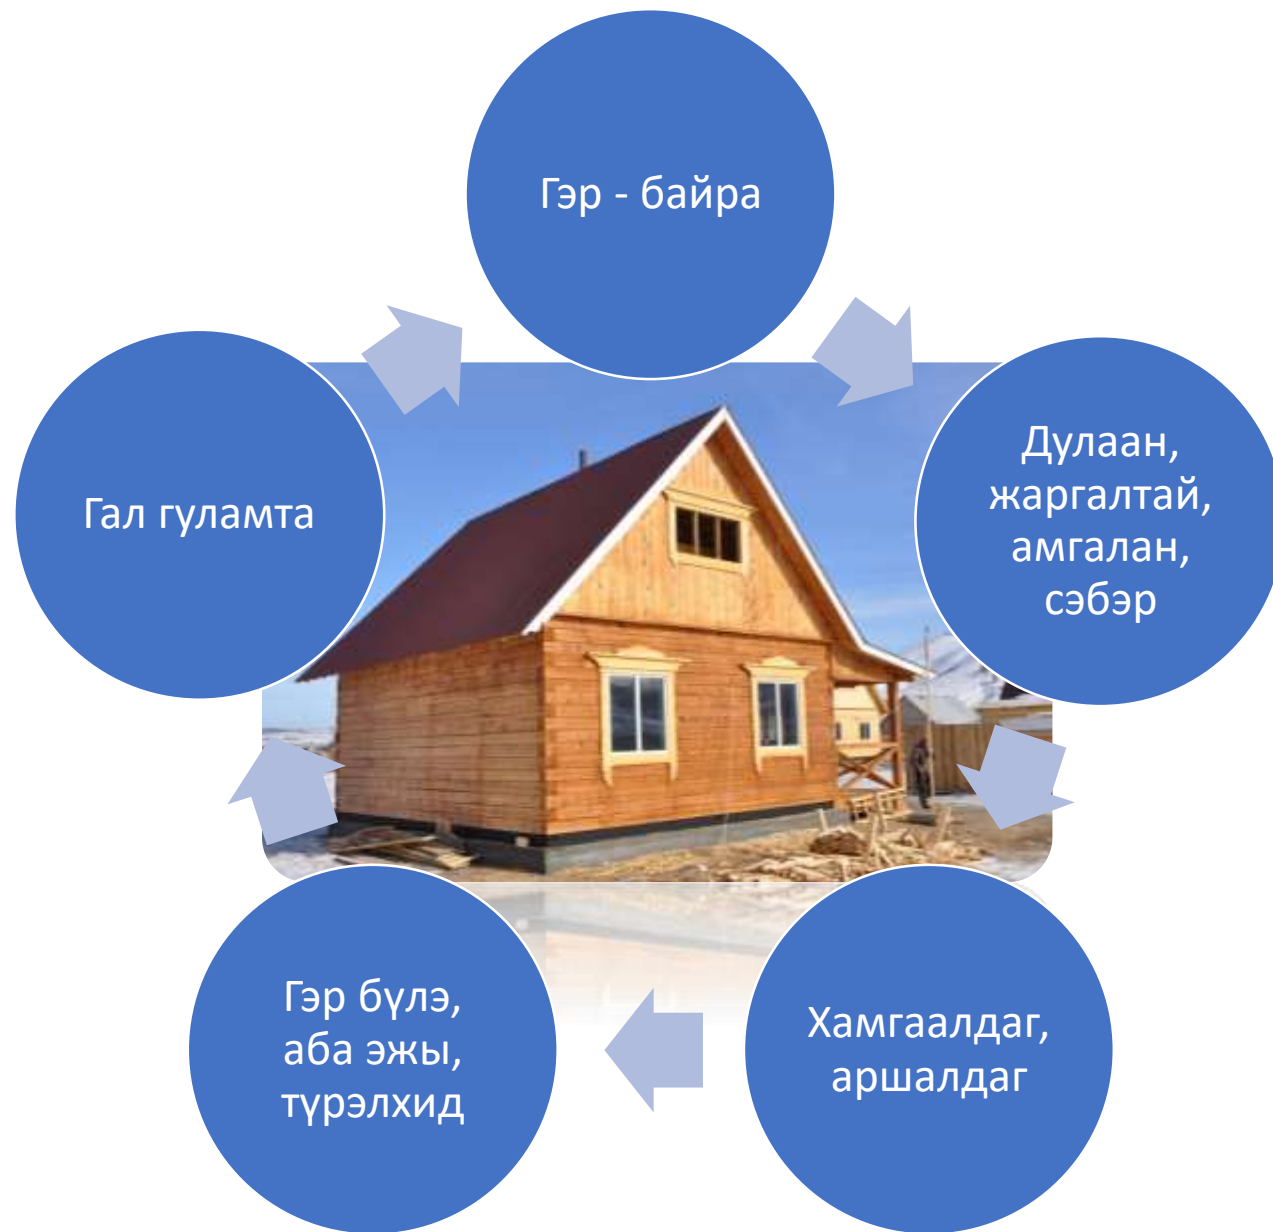 Гэр - байра
Дулаан,
жаргалтай,
амгалан,
сэбэр
Хамгаалдаг,
аршалдаг
Гэр бүлэ,
аба эжы,
түрэлхид
Гал гуламта